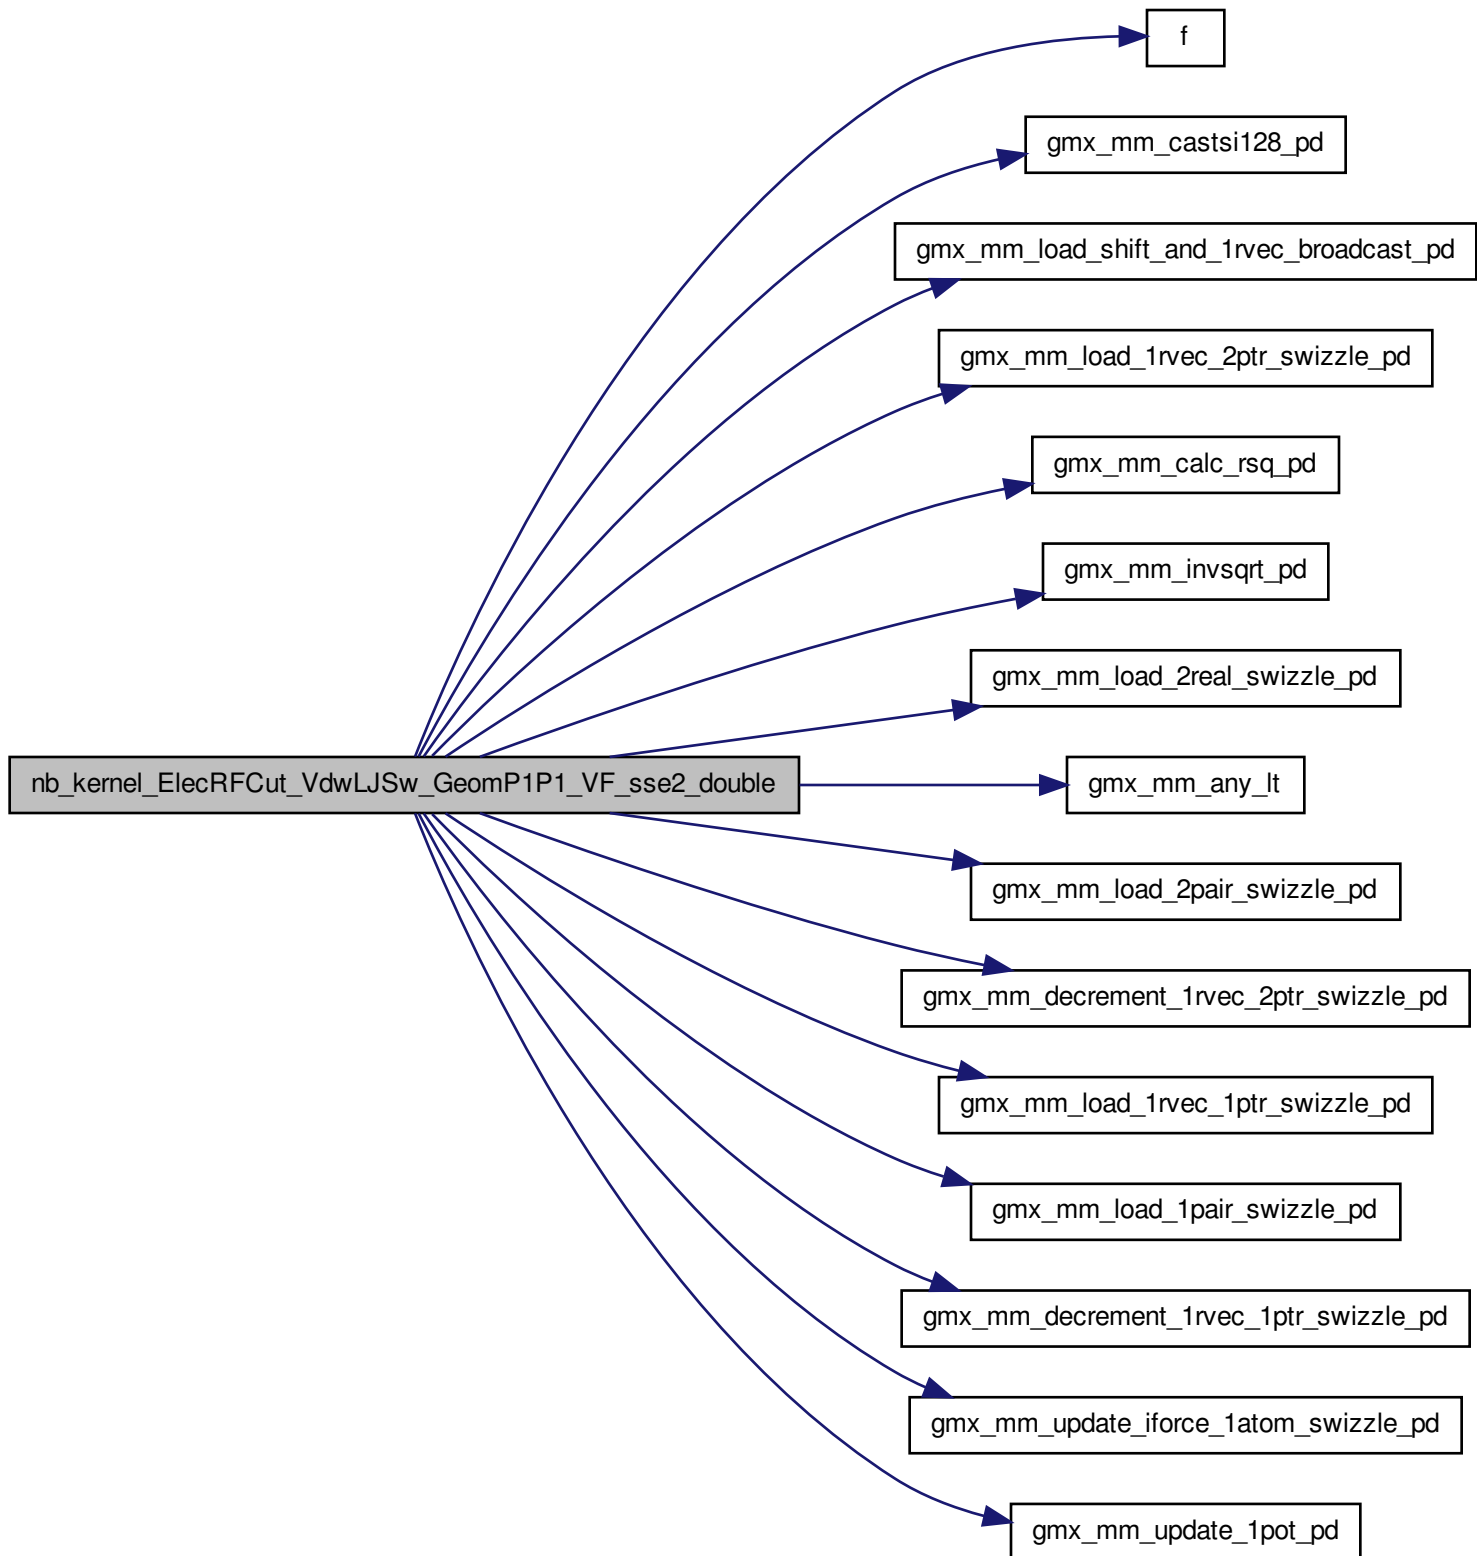 f
gmx_mm_castsi128_pd
gmx_mm_load_shift_and_1rvec_broadcast_pd
gmx_mm_load_1rvec_2ptr_swizzle_pd
gmx_mm_calc_rsq_pd
gmx_mm_invsqrt_pd
gmx_mm_load_2real_swizzle_pd
nb_kernel_ElecRFCut_VdwLJSw_GeomP1P1_VF_sse2_double
gmx_mm_any_lt
gmx_mm_load_2pair_swizzle_pd
gmx_mm_decrement_1rvec_2ptr_swizzle_pd
gmx_mm_load_1rvec_1ptr_swizzle_pd
gmx_mm_load_1pair_swizzle_pd
gmx_mm_decrement_1rvec_1ptr_swizzle_pd
gmx_mm_update_iforce_1atom_swizzle_pd
gmx_mm_update_1pot_pd